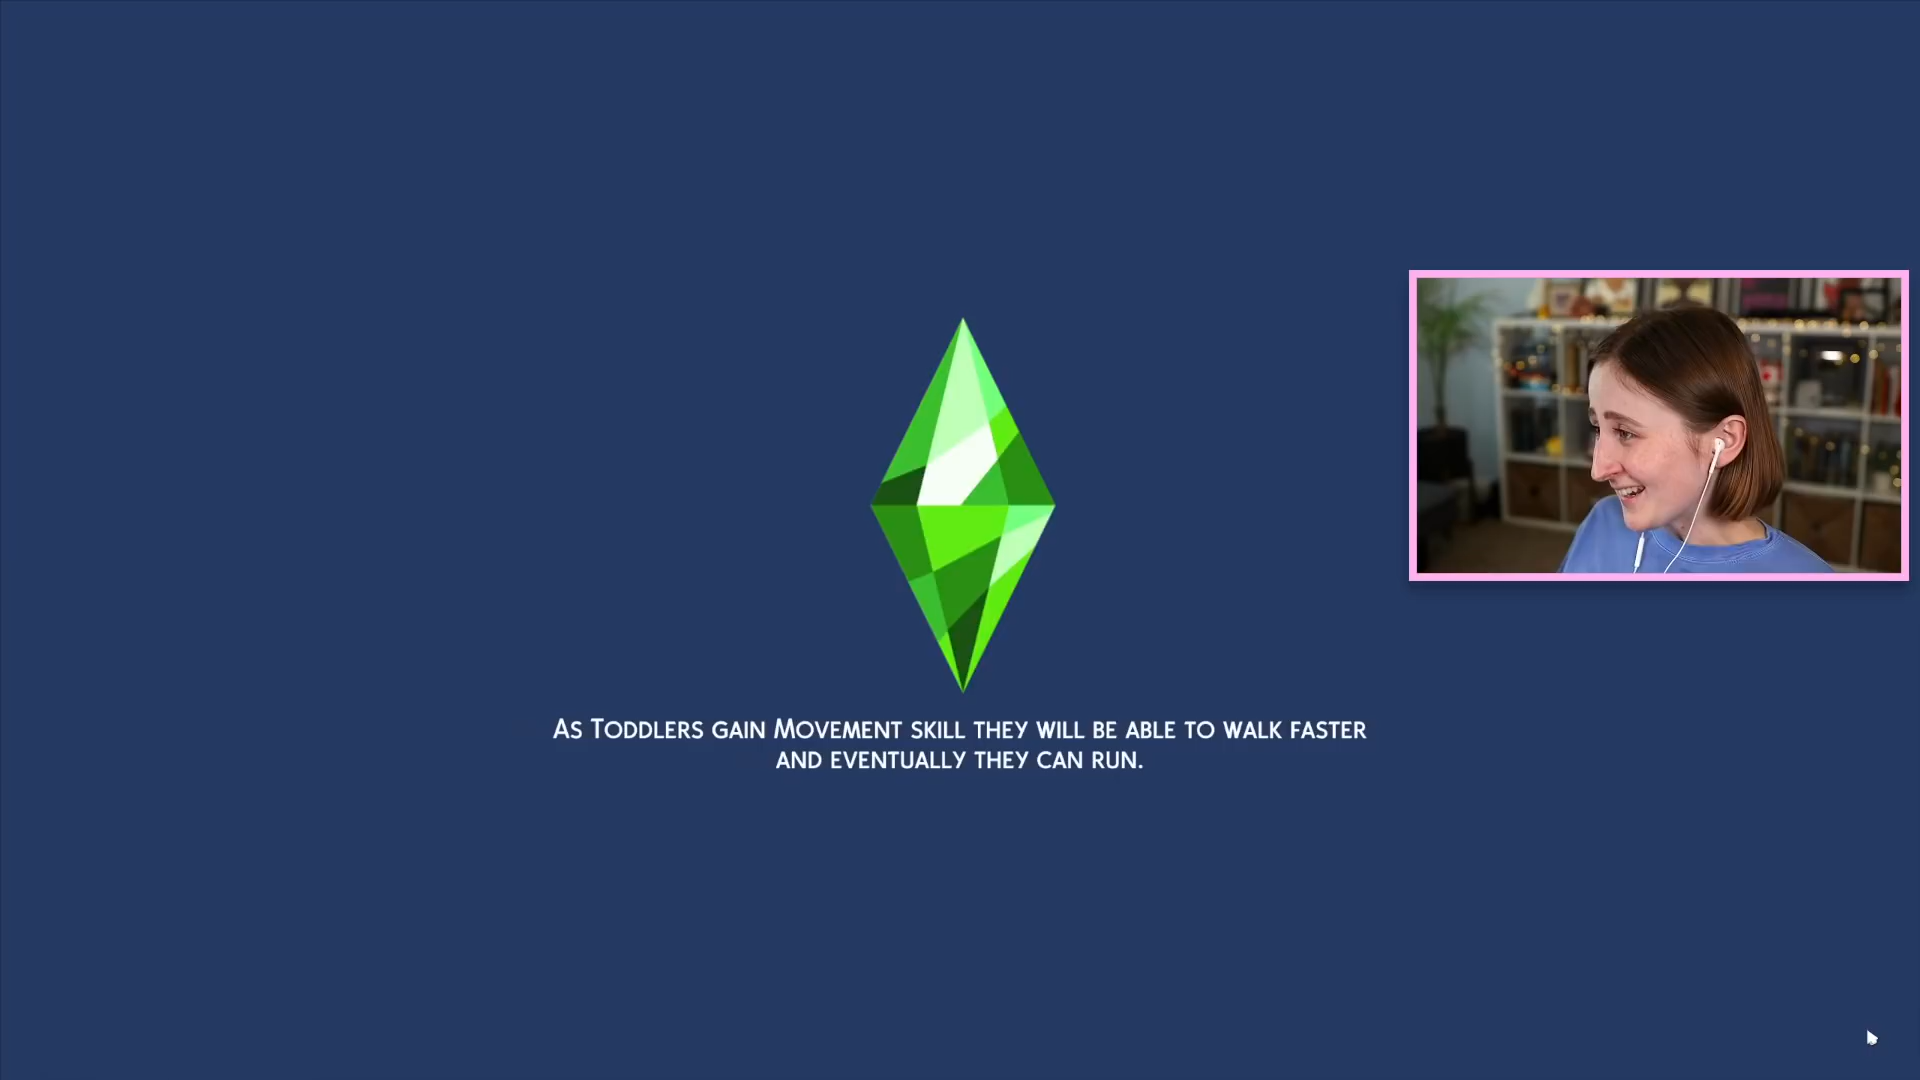 As Toddlers gain Movement skill they will be able to walk faster
and eventually they can run.